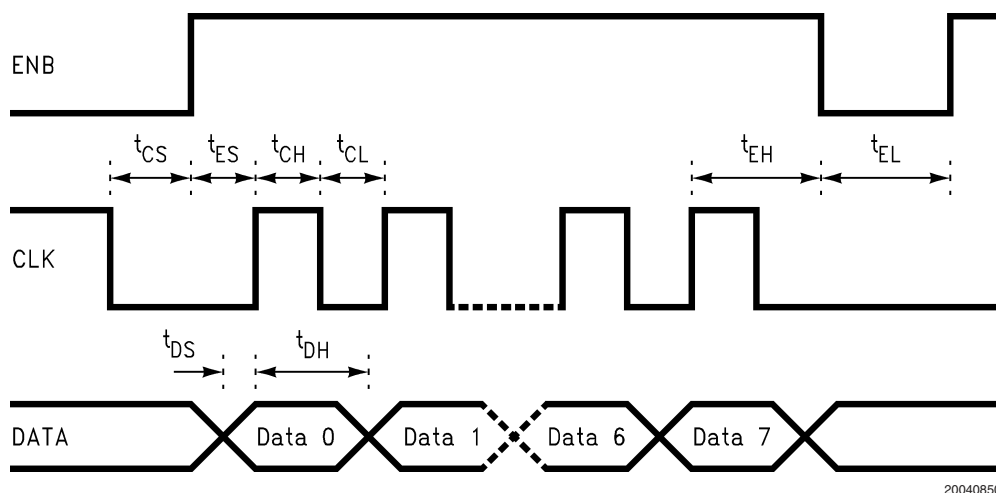 ENB
tCS tES tCH tCL tEH tEL
CLK
tDS tDH
DATA Data 0 Data 1 Data 6 Data 7
20040850